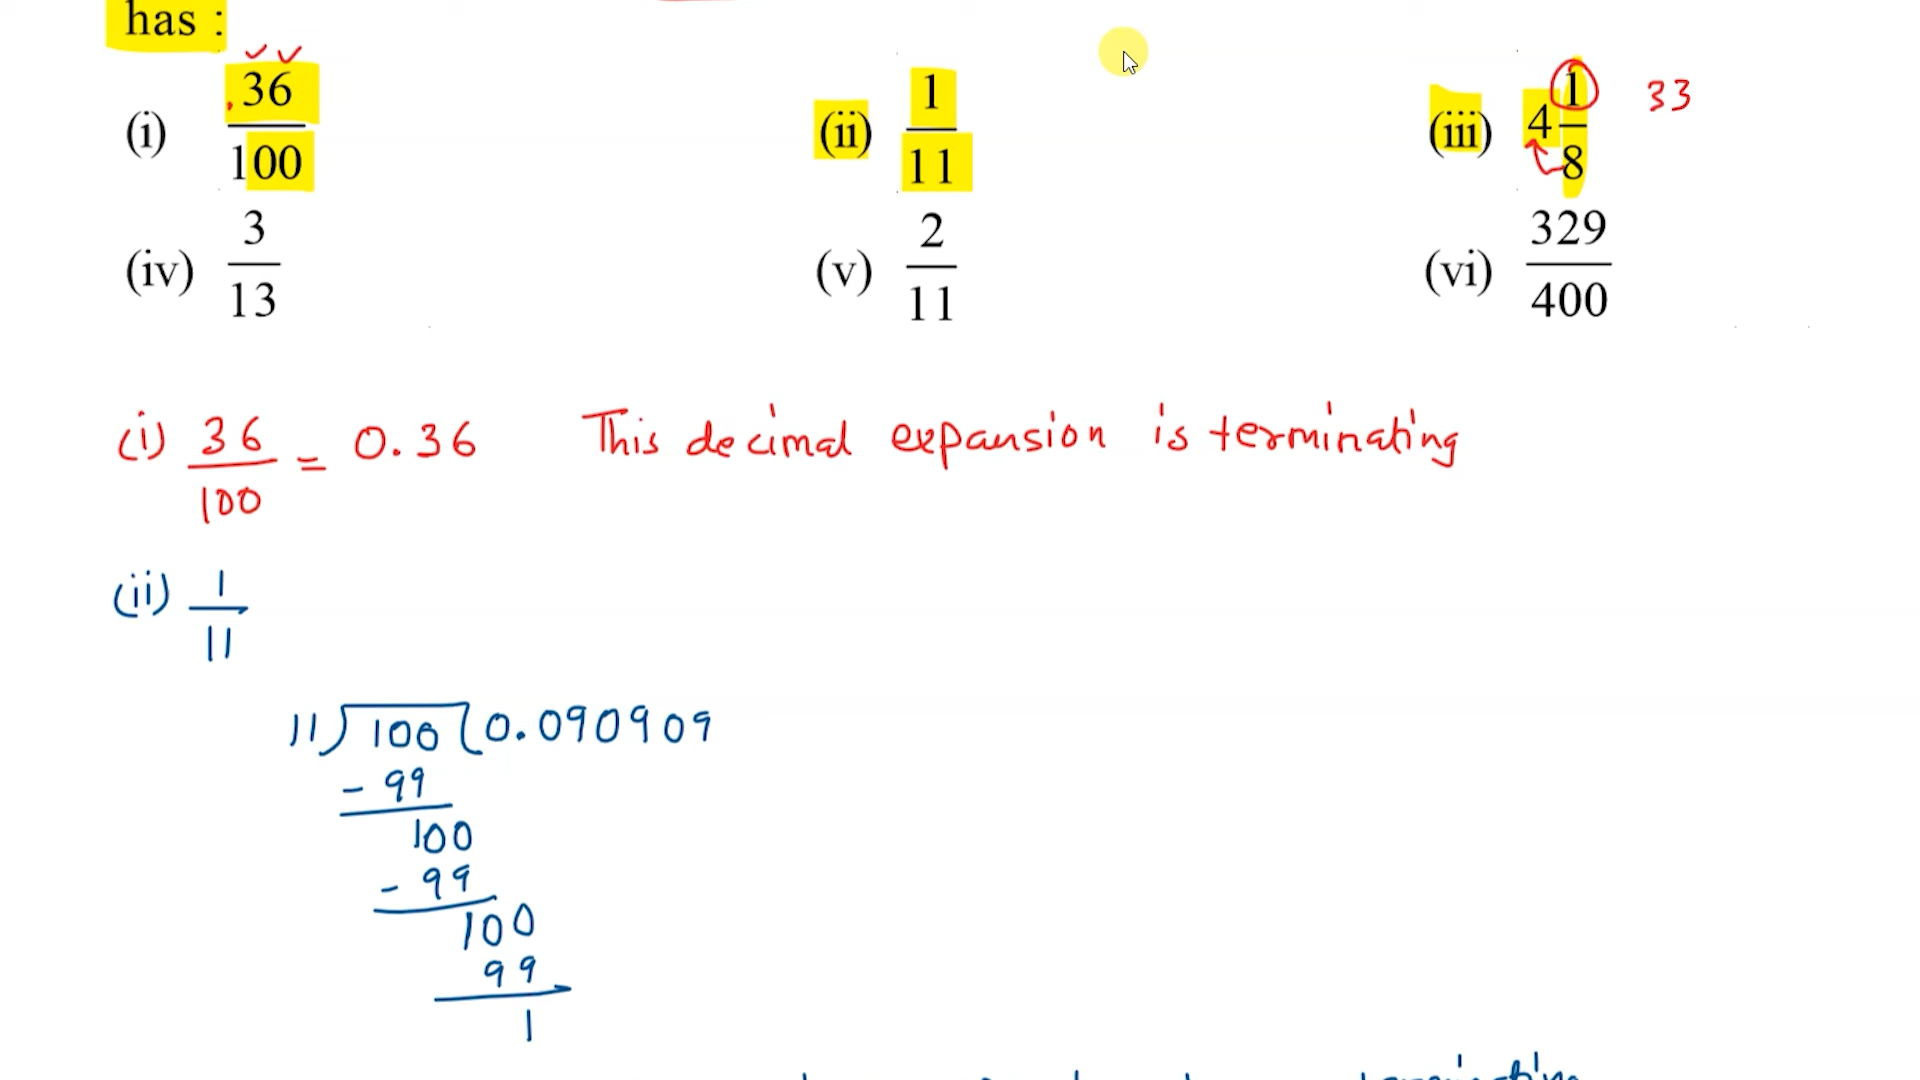 has :
(i) .36/100 (ii) 1/11 (iii) 4 1/8 33
(iv) 3/13 (v) 2/11 (vi) 329/400
(i) 36/100 = 0.36 This decimal expansion is terminating
(ii) 1/11
11) 100 (0.090909
- 99
100
- 99
100
99
1
terminating